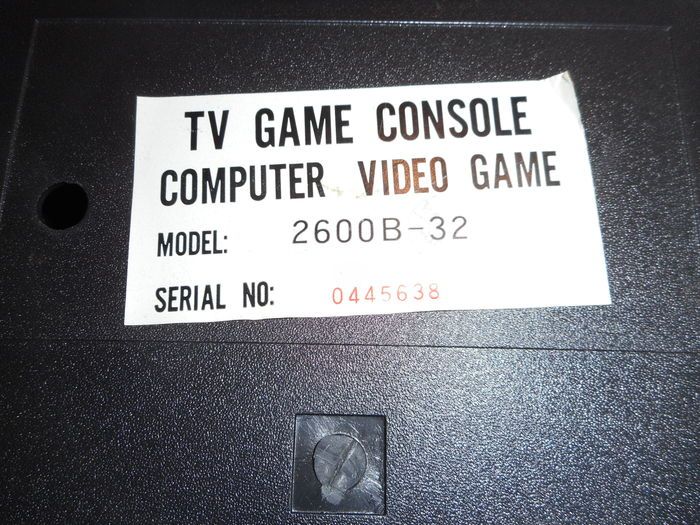 TV GAME CONSOLE
COMPUTER VIDEO GAME
MODEL: 2600B-32
SERIAL NO: 0445638